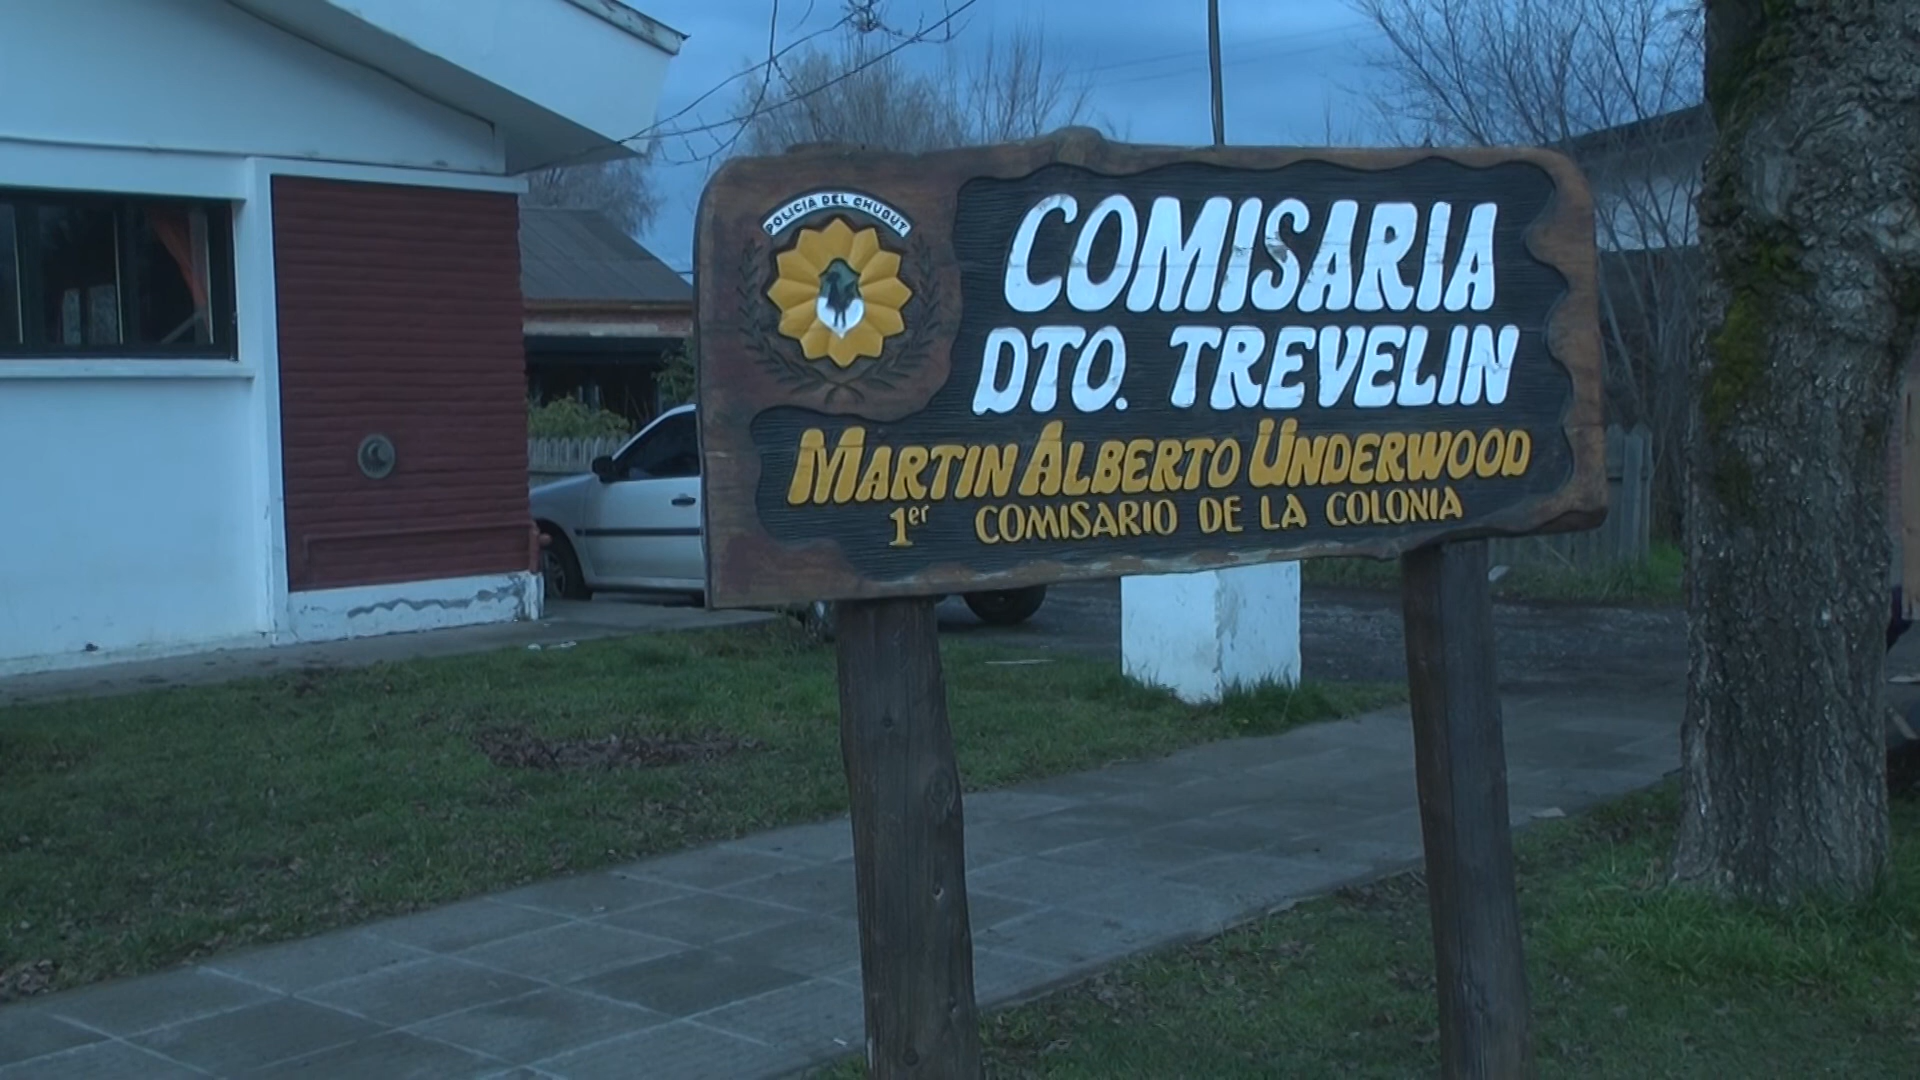 POLICIA DEL CHUBUT
COMISARIA
DTO. TREVELIN
MARTIN ALBERTO UNDERWOOD
1er COMISARIO DE LA COLONIA